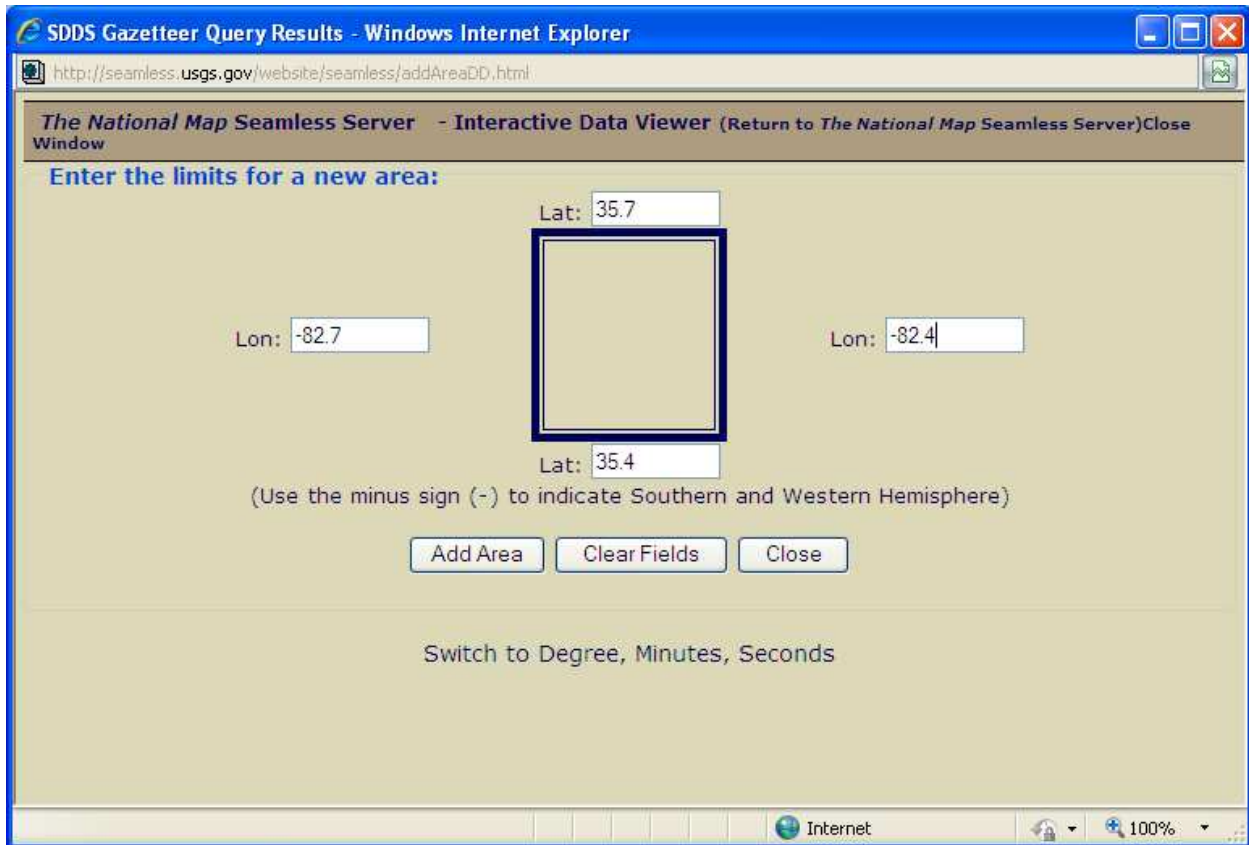 SDDS Gazetteer Query Results - Windows Internet Explorer
http://seamless.usgs.gov/website/seamless/addAreaDD.html
The National Map Seamless Server - Interactive Data Viewer (Return to The National Map Seamless Server)Close
Window
Enter the limits for a new area:
Lat: 35.7
Lon: -82.7
Lon: -82.4
Lat: 35.4
(Use the minus sign (-) to indicate Southern and Western Hemisphere)
Add Area Clear Fields Close
Switch to Degree, Minutes, Seconds
Internet 100%